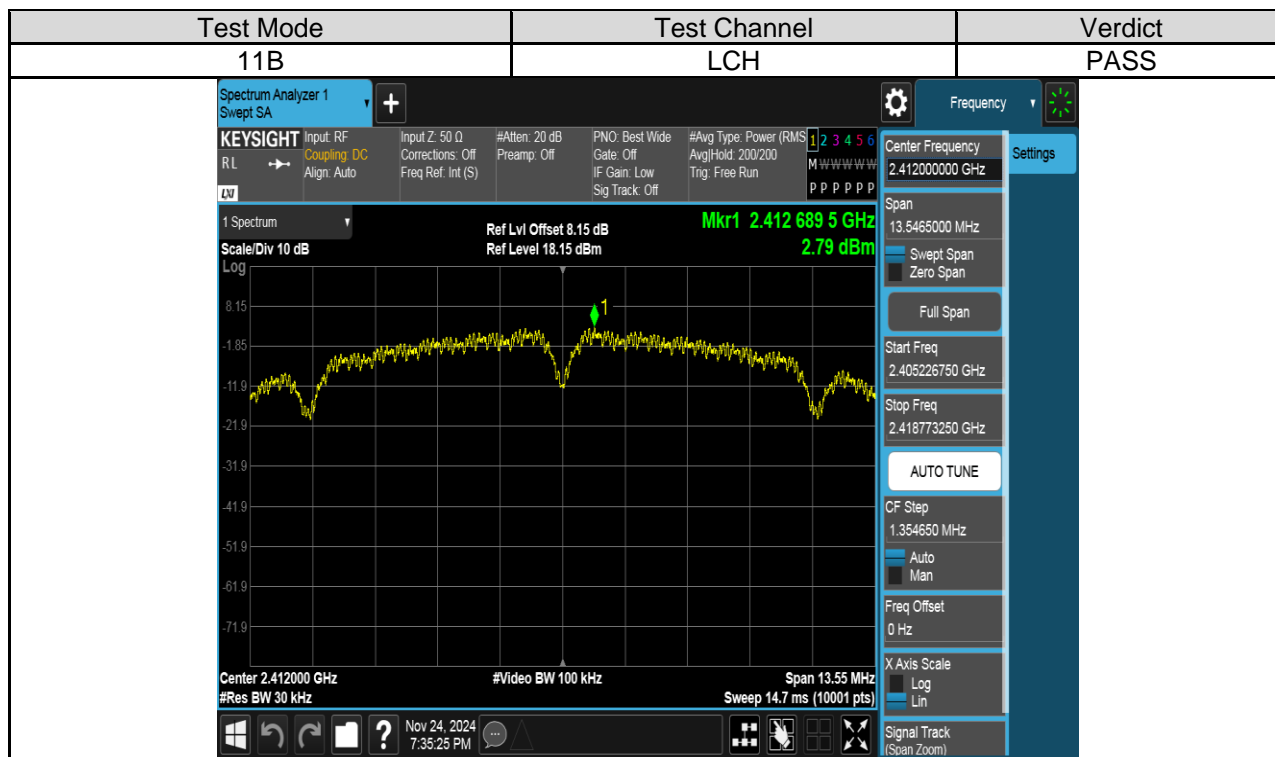 Test Mode Test Channel Verdict
11B LCH PASS
Spectrum Analyzer 1
Swept SA
+
Frequency
KEYSIGHT
R L
LXI
Input: RF
Coupling: DC
Align: Auto
Input Z: 50 Ω
Corrections: Off
Freq Ref: Int (S)
#Atten: 20 dB
Preamp: Off
PNO: Best Wide
Gate: Off
IF Gain: Low
Sig Track: Off
#Avg Type: Power (RMS
Avg|Hold: 200/200
Trig: Free Run
1 2 3 4 5 6
M W W W W W
P P P P P P
1 Spectrum
Scale/Div 10 dB
Log
Ref Lvl Offset 8.15 dB
Ref Level 18.15 dBm
Mkr1 2.412 689 5 GHz
2.79 dBm
1
8.15
-1.85
-11.9
-21.9
-31.9
-41.9
-51.9
-61.9
-71.9
Center 2.412000 GHz
#Res BW 30 kHz
#Video BW 100 kHz
Span 13.55 MHz
Sweep 14.7 ms (10001 pts)
?
Nov 24, 2024
7:35:25 PM
Center Frequency
2.412000000 GHz
Settings
Span
13.5465000 MHz
Swept Span
Zero Span
Full Span
Start Freq
2.405226750 GHz
Stop Freq
2.418773250 GHz
AUTO TUNE
CF Step
1.354650 MHz
Auto
Man
Freq Offset
0 Hz
X Axis Scale
Log
Lin
Signal Track
(Span Zoom)